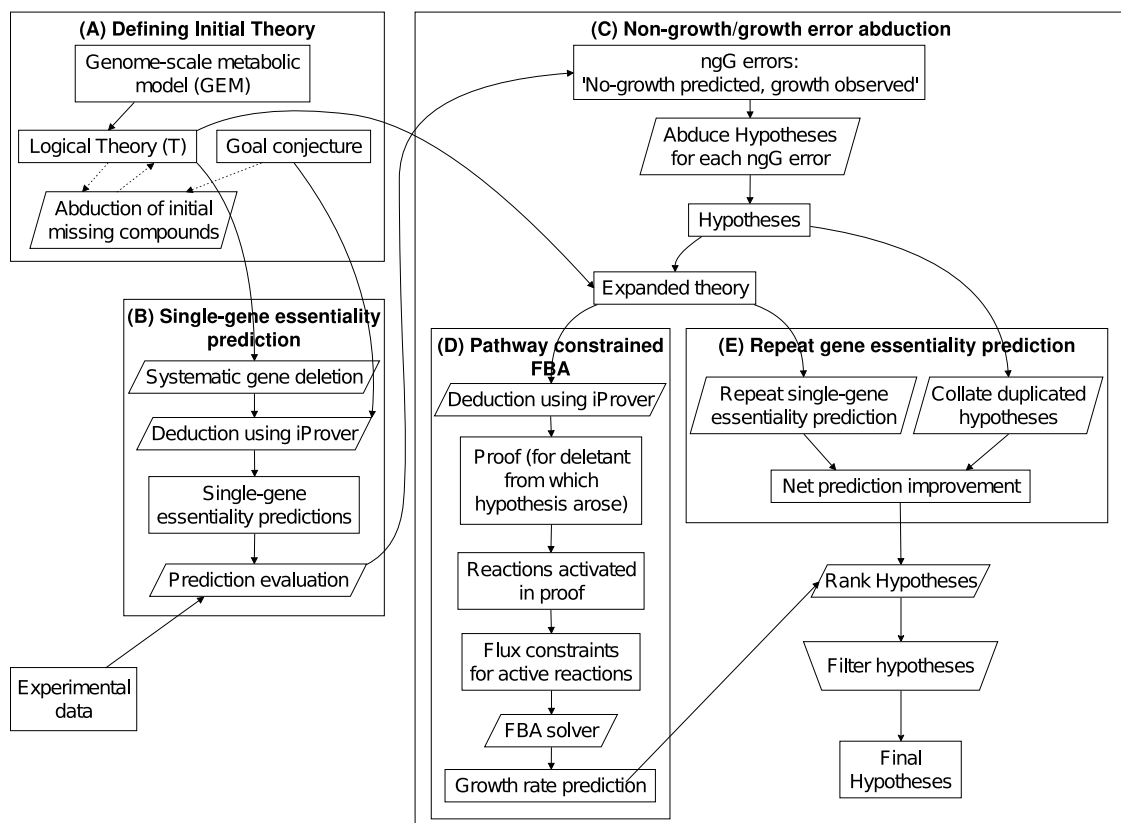 (A) Defining Initial Theory
Genome-scale metabolic
model (GEM)
Logical Theory (T)
Goal conjecture
Abduction of initial
missing compounds
(B) Single-gene essentiality
prediction
Systematic gene deletion
Deduction using iProver
Single-gene
essentiality predictions
Prediction evaluation
Experimental
data
(C) Non-growth/growth error abduction
ngG errors:
'No-growth predicted, growth observed'
Abduce Hypotheses
for each ngG error
Hypotheses
Expanded theory
(D) Pathway constrained
FBA
Deduction using iProver
Proof (for deletant
from which
hypothesis arose)
Reactions activated
in proof
Flux constraints
for active reactions
FBA solver
Growth rate prediction
(E) Repeat gene essentiality prediction
Repeat single-gene
essentiality prediction
Collate duplicated
hypotheses
Net prediction improvement
Rank Hypotheses
Filter hypotheses
Final
Hypotheses